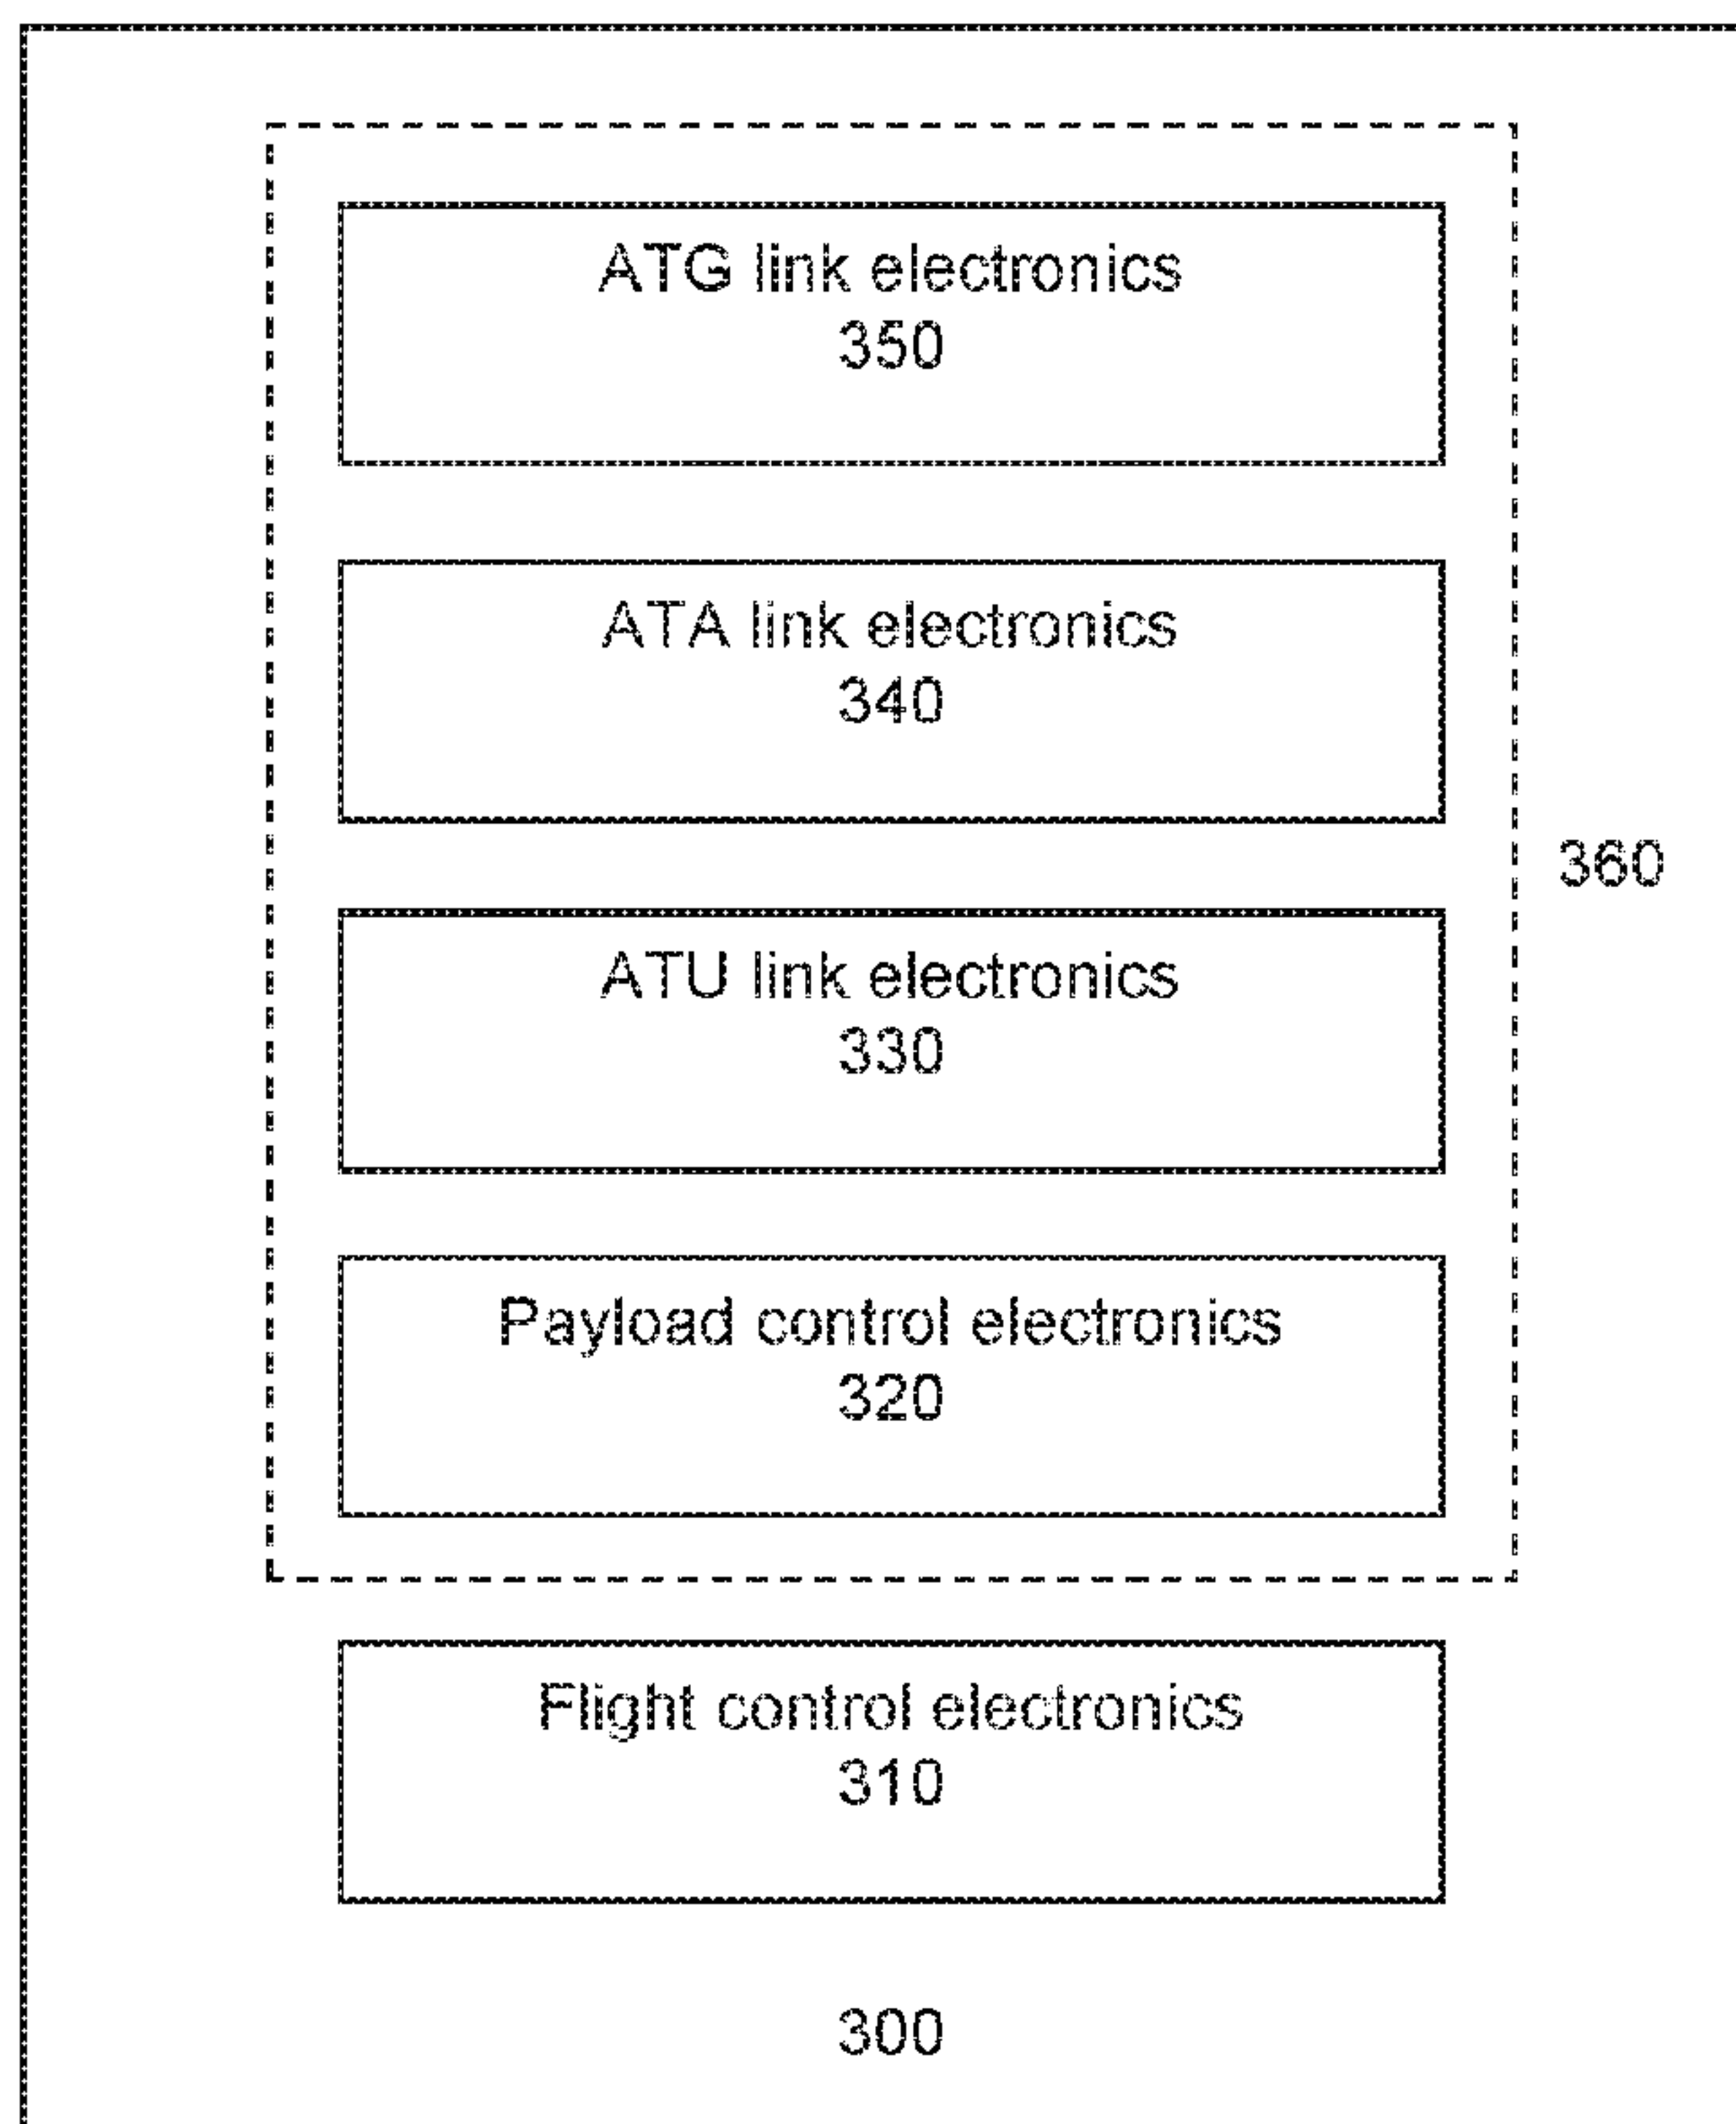 ATG link electronics
350
ATA link electronics
340
360
ATU link electronics
330
Payload control electronics
320
Flight control electronics
310
300